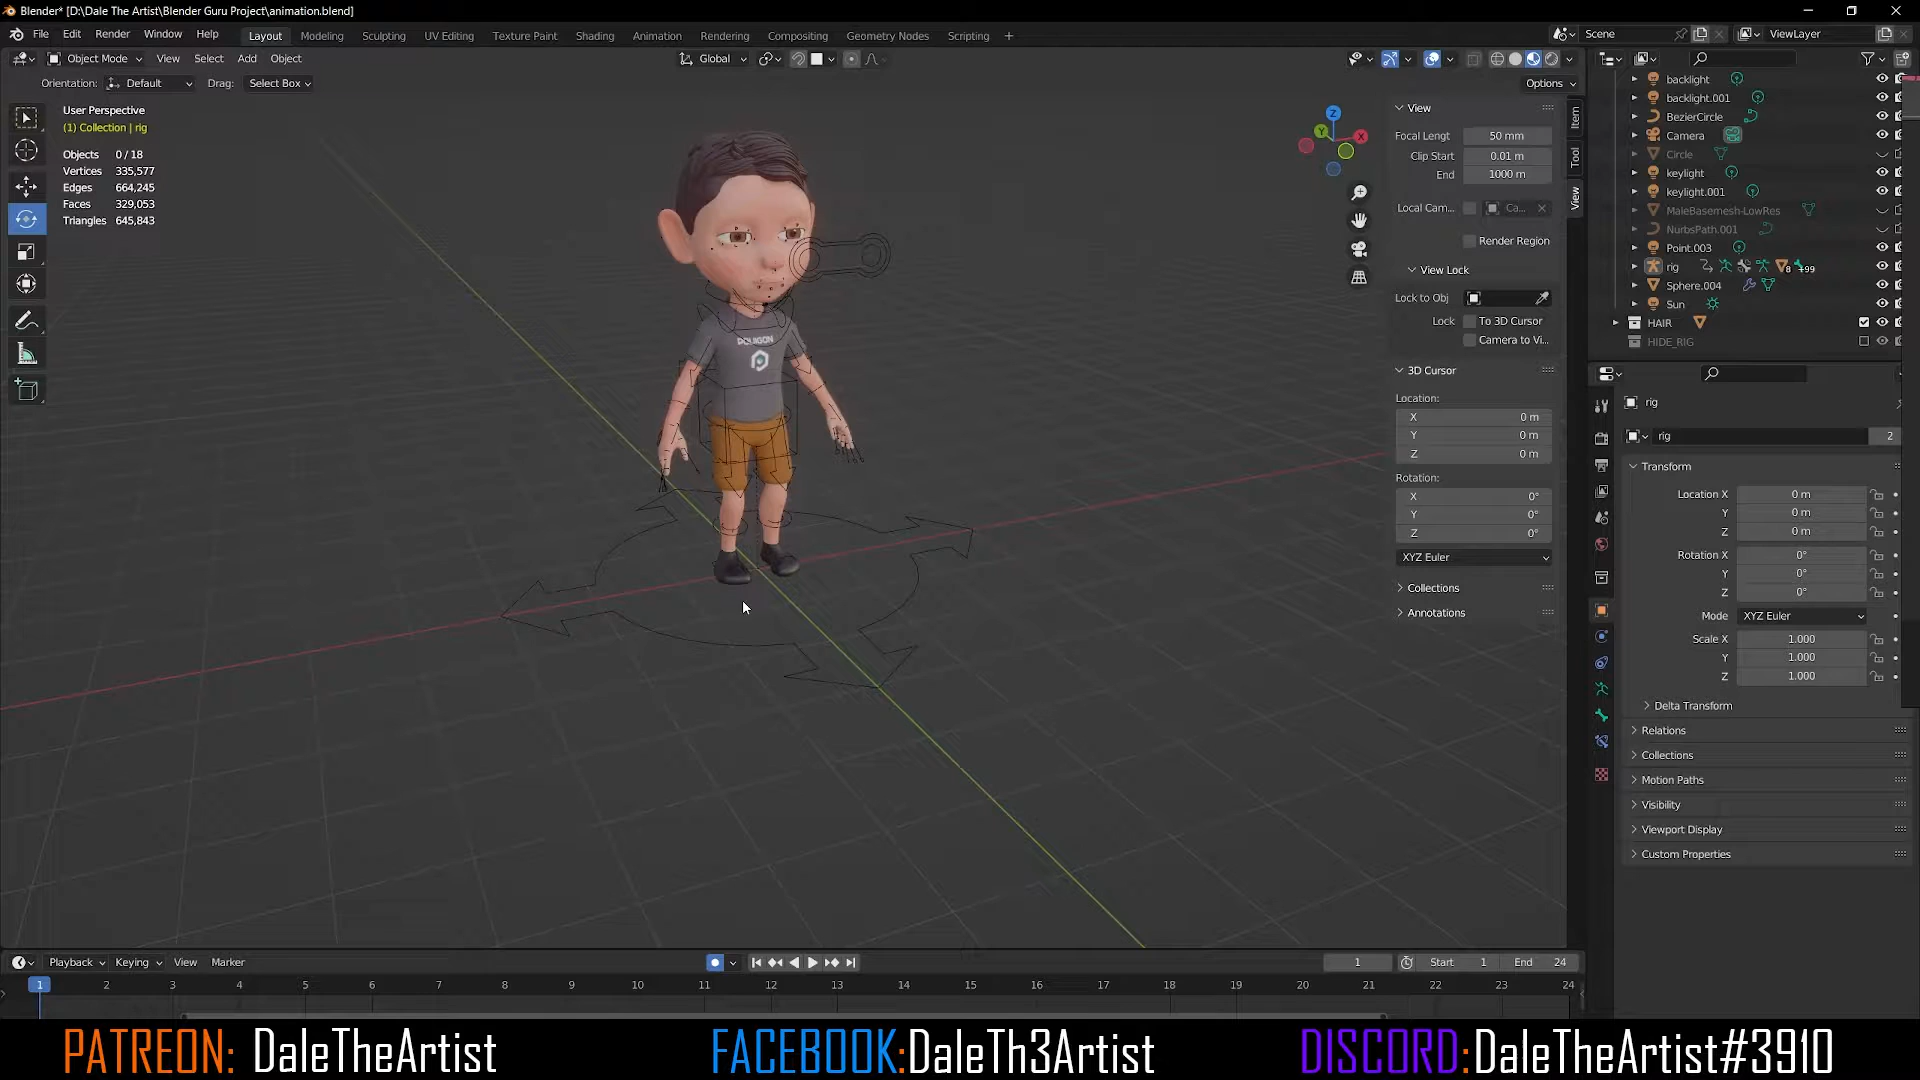 Blender* [D:\Dale The Artist\Blender Guru Project\animation.blend]
File Edit Render Window Help Layout Modeling Sculpting UV Editing Texture Paint Shading Animation Rendering Compositing Geometry Nodes Scripting + Scene ViewLayer
Object Mode View Select Add Object Global
Orientation: Default Drag: Select Box Options
User Perspective
(1) Collection | rig
Objects 0 / 18
Vertices 335,577
Edges 664,245
Faces 329,053
Triangles 645,843
POLIIGON
Z
Y
X
View
Focal Lengt 50 mm
Clip Start 0.01 m
End 1000 m
Local Cam... Ca...
Render Region
View Lock
Lock to Obj
Lock To 3D Cursor
Camera to Vi...
3D Cursor
Location:
X 0 m
Y 0 m
Z 0 m
Rotation:
X 0°
Y 0°
Z 0°
XYZ Euler
Collections
Annotations
Item
Tool
View
backlight
backlight.001
BezierCircle
Camera
Circle
keylight
keylight.001
MaleBasemesh-LowRes
NurbsPath.001
Point.003
rig 8 +99
Sphere.004
Sun
HAIR
HIDE_RIG
rig
rig 2
Transform
Location X 0 m
Y 0 m
Z 0 m
Rotation X 0°
Y 0°
Z 0°
Mode XYZ Euler
Scale X 1.000
Y 1.000
Z 1.000
Delta Transform
Relations
Collections
Motion Paths
Visibility
Viewport Display
Custom Properties
Playback Keying View Marker 1 Start 1 End 24
1 2 3 4 5 6 7 8 9 10 11 12 13 14 15 16 17 18 19 20 21 22 23 24
PATREON: DaleTheArtist FACEBOOK:DaleTh3Artist DISCORD:DaleTheArtist#3910